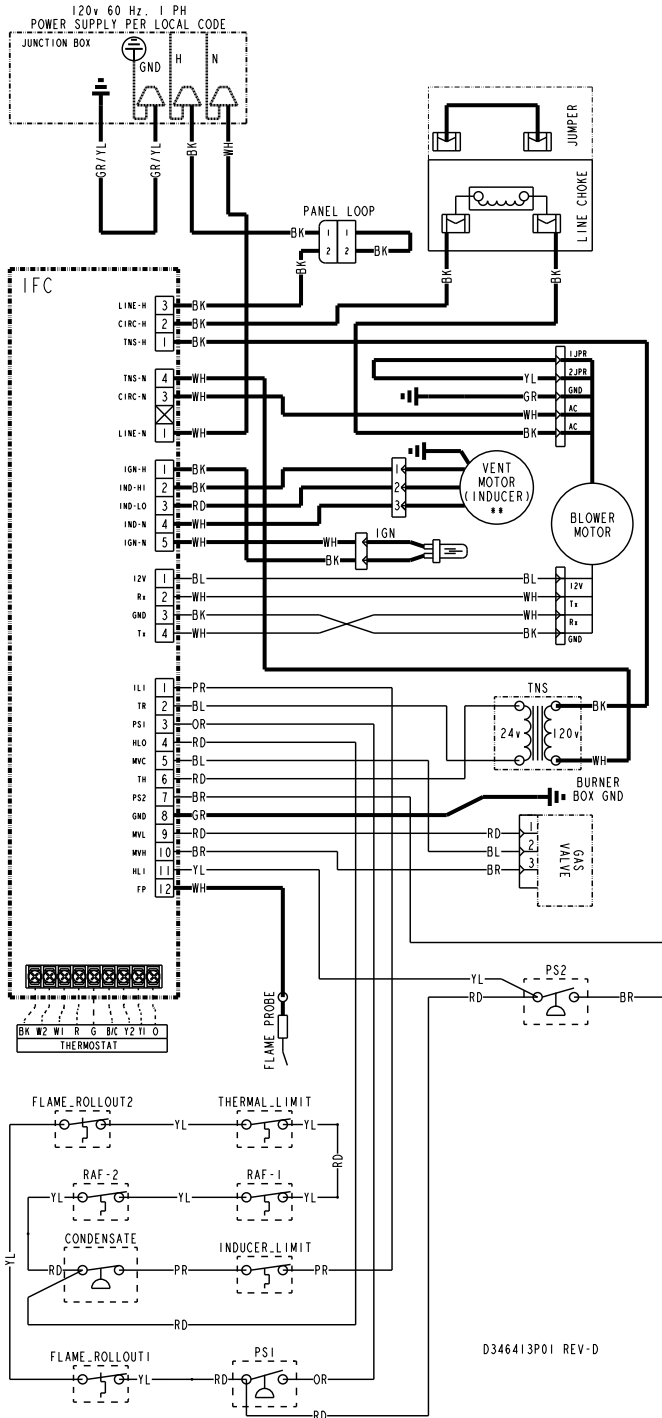 120v 60 Hz. 1 PH
POWER SUPPLY PER LOCAL CODE
JUNCTION BOX
GND
H
N
GR/YL
GR/YL
BK
WH
JUMPER
LINE CHOKE
PANEL LOOP
BK 1 1
2 2 BK
BK
BK
BK
IFC
LINE-H 3 BK
CIRC-H 2 BK
TNS-H 1 BK
TNS-N 4 WH
CIRC-N 3 WH
LINE-N 1 WH
1JPR
YL 2JPR
GR GND
WH AC
BK AC
IGN-H 1 BK
IND-HI 2 BK
IND-LO 3 RD
IND-N 4 WH
IGN-N 5 WH
1
2
3
VENT
MOTOR
(INDUCER)
**
BLOWER
MOTOR
IGN
WH
BK
12V 1 BL
Rx 2 WH
GND 3 BK
Tx 4 WH
BL 12V
WH Tx
WH Rx
BK GND
IL1 1 PR
TR 2 BL
PS1 3 OR
HLO 4 RD
MVC 5 BL
TH 6 RD
PS2 7 BR
GND 8 GR
MVL 9 RD
MVH 10 BR
HLI 11 YL
FP 12 WH
TNS
24v 120v
BK
WH
BURNER
BOX GND
RD 1
BL 2
BR 3
GAS
VALVE
PS2
YL
RD
BR
FLAME PROBE
BK W2 W1 R G B/C Y2 Y1 O
THERMOSTAT
FLAME_ROLLOUT2
THERMAL_LIMIT
YL
YL
RD
RAF-2
RAF-1
YL
YL
YL
CONDENSATE
INDUCER_LIMIT
YL
RD
PR
PR
RD
FLAME_ROLLOUT1
PS1
YL
RD
OR
RD
D346413P01 REV-D